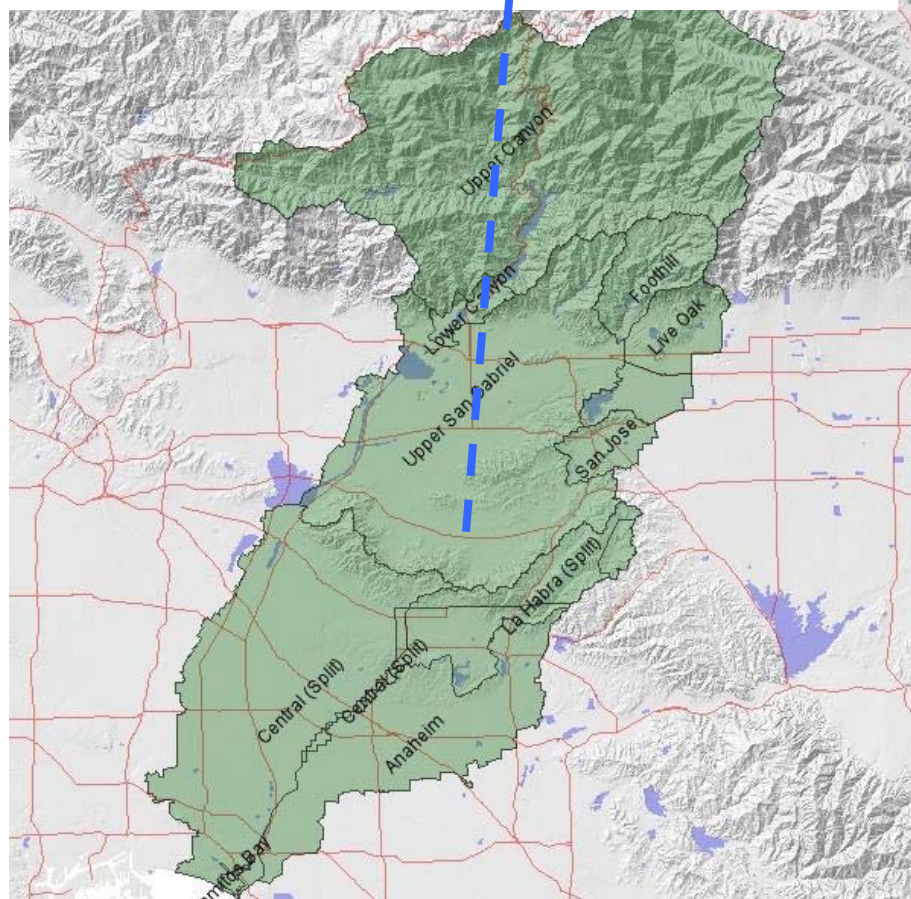 Upper Canyon
Lower Canyon
Foothill
Live Oak
Upper San Gabriel
San Jose
La Habra (Split)
Central (Split)
Central (Split)
Anaheim
Bay